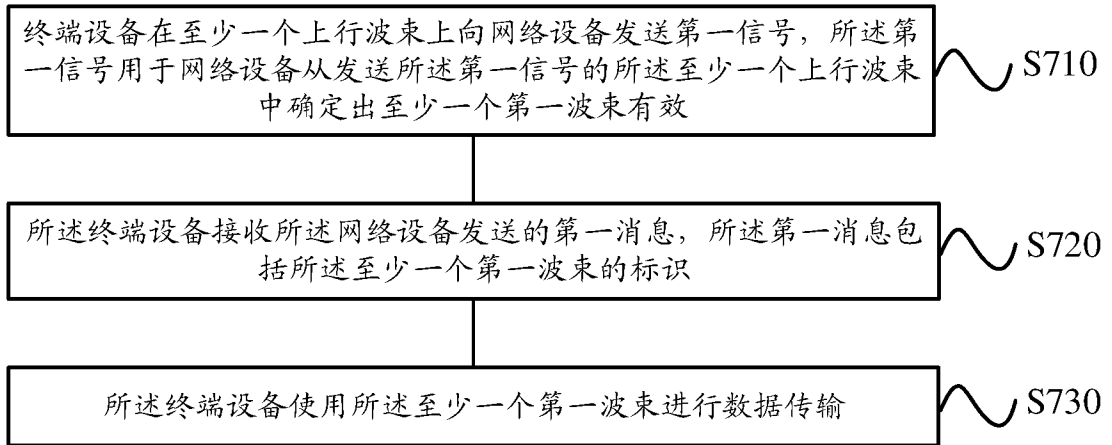 终端设备在至少一个上行波束上向网络设备发送第一信号，所述第
一信号用于网络设备从发送所述第一信号的所述至少一个上行波束
中确定出至少一个第一波束有效
S710
所述终端设备接收所述网络设备发送的第一消息，所述第一消息包
括所述至少一个第一波束的标识
S720
所述终端设备使用所述至少一个第一波束进行数据传输
S730